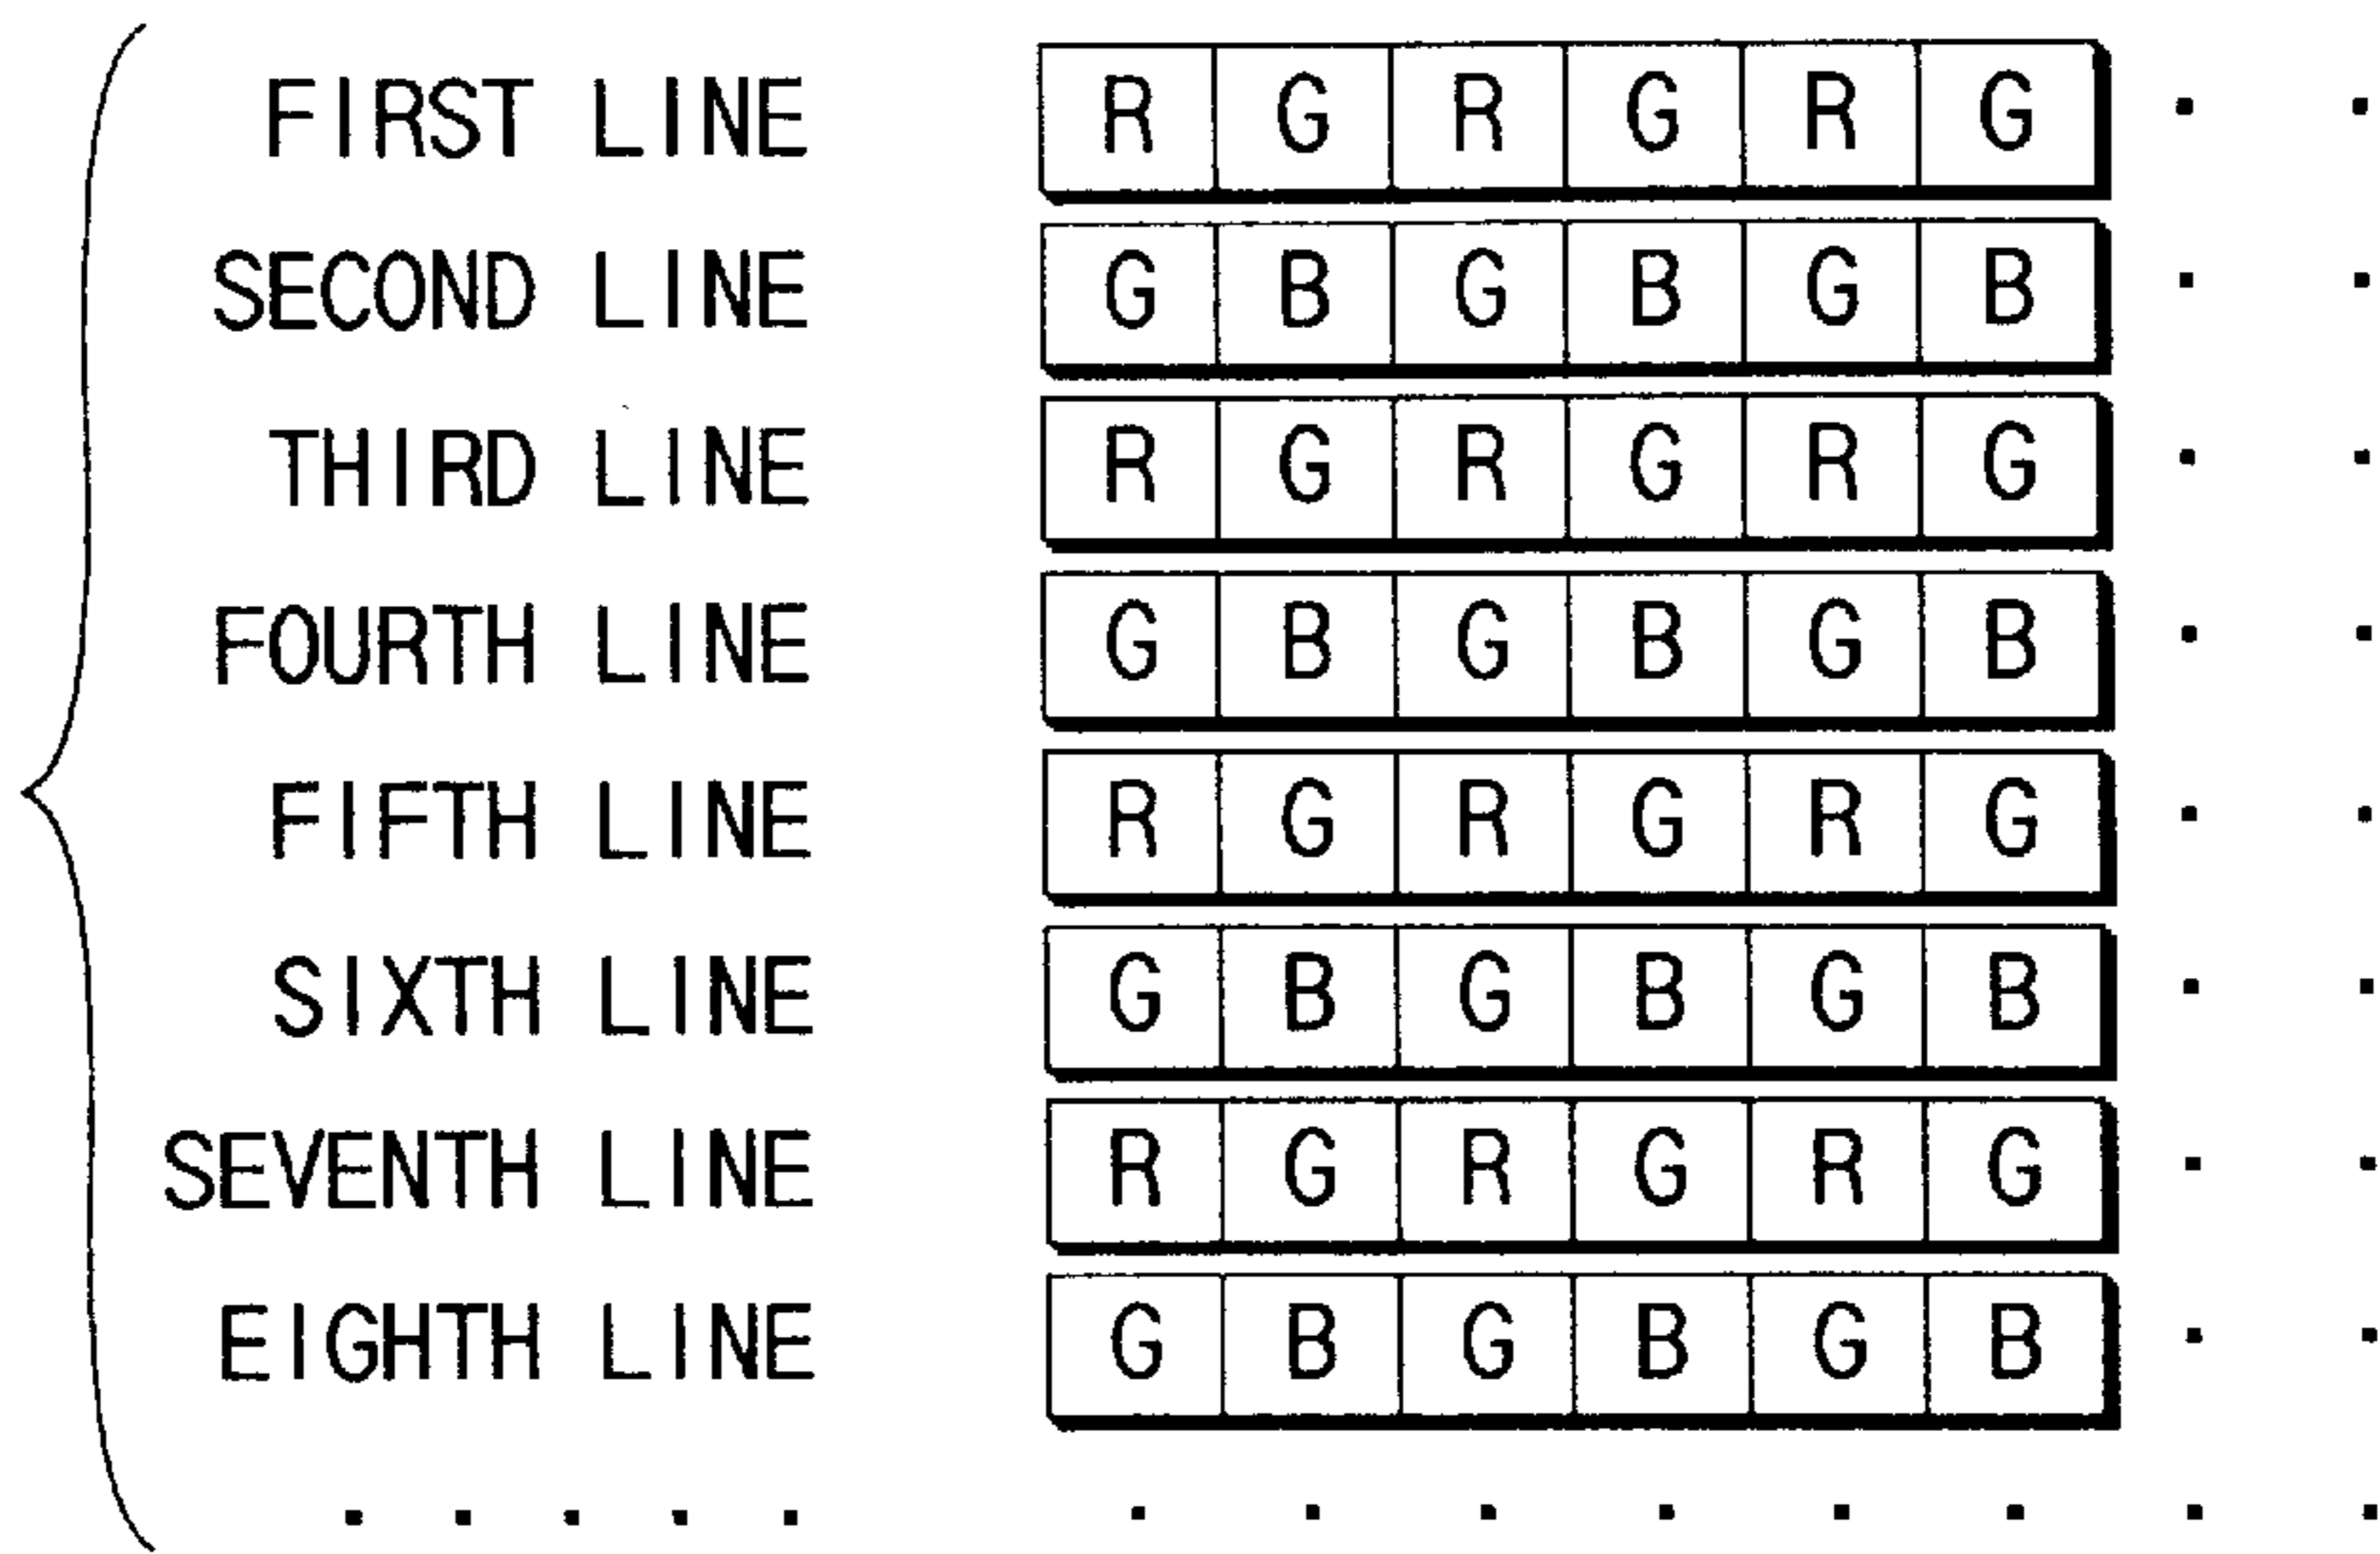 FIRST LINE R G R G R G . .
SECOND LINE G B G B G B . .
THIRD LINE R G R G R G . .
FOURTH LINE G B G B G B . .
FIFTH LINE R G R G R G . .
SIXTH LINE G B G B G B . .
SEVENTH LINE R G R G R G . .
EIGHTH LINE G B G B G B . .
. . . . . . . . . . . . .